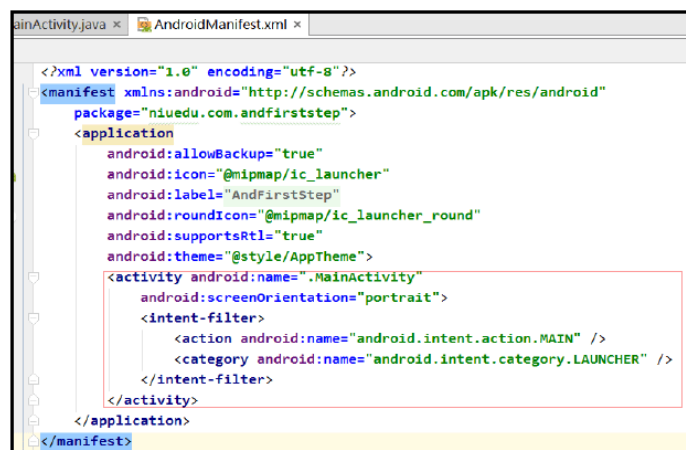 ainActivity.java × AndroidManifest.xml ×
<?xml version="1.0" encoding="utf-8"?>
<manifest xmlns:android="http://schemas.android.com/apk/res/android"
package="niuedu.com.andfirststep">
<application
android:allowBackup="true"
android:icon="@mipmap/ic_launcher"
android:label="AndFirstStep"
android:roundIcon="@mipmap/ic_launcher_round"
android:supportsRtl="true"
android:theme="@style/AppTheme">
<activity android:name=".MainActivity"
android:screenOrientation="portrait">
<intent-filter>
<action android:name="android.intent.action.MAIN" />
<category android:name="android.intent.category.LAUNCHER" />
</intent-filter>
</activity>
</application>
</manifest>